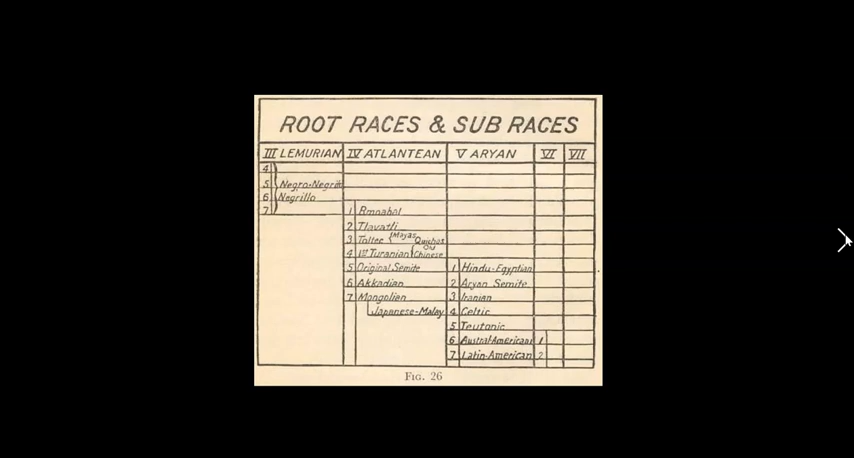 ROOT RACES & SUB RACES
III LEMURIAN IV ATLANTEAN V ARYAN VI VII
4
5 Negro-Negrito
6 Negrillo
7
1 Rmoahal
2 Tlavatli
3 Toltec { Mayas Quiches
4 1st Turanian { Old Chinese
5 Original Semite 1 Hindu-Egyptian
6 Akkadian 2 Aryan Semite
7 Mongolian 3 Iranian
Japanese-Malay 4 Celtic
5 Teutonic
6 Austral-American 1
7 Latin-American 2
FIG. 26